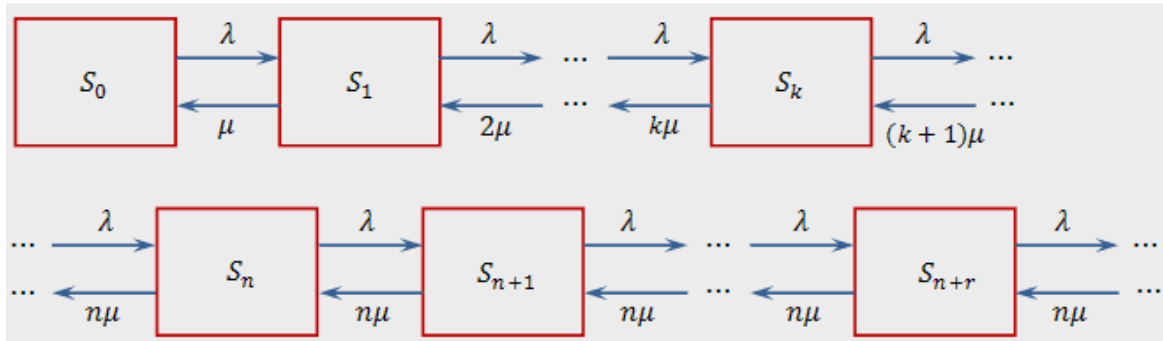 λ λ ... λ λ
S₀ S₁ ... Sₖ ...
μ 2μ ... kμ (k + 1)μ ...
... λ λ λ ... λ λ ...
Sₙ Sₙ₊₁ Sₙ₊ᵣ
... nμ nμ nμ ... nμ nμ ...